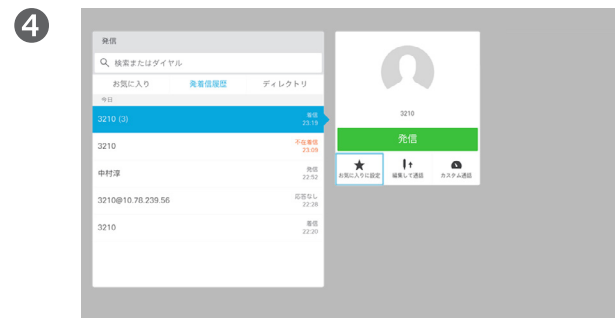 4
発信
検索またはダイヤル
お気に入り 発着信履歴 ディレクトリ
今日
3210 (3) 着信
23:19
3210 不在着信
23:09
中村淳 発信
22:52
3210@10.78.239.56 応答なし
22:28
3210 着信
22:20
3210
発信
お気に入りに設定 編集して通話 カスタム通話